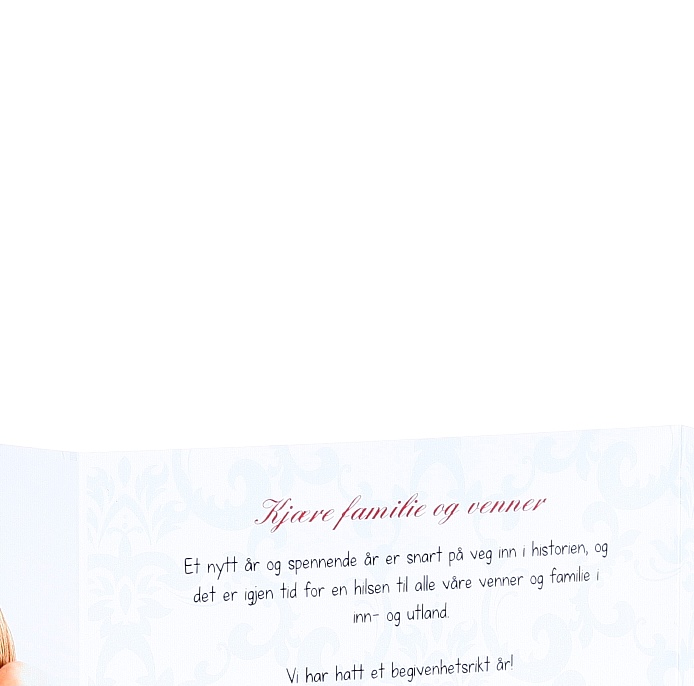 Kjære familie og venner
Et nytt år og spennende år er snart på veg inn i historien, og
det er igjen tid for en hilsen til alle våre venner og familie i
inn- og utland.
Vi har hatt et begivenhetsrikt år!